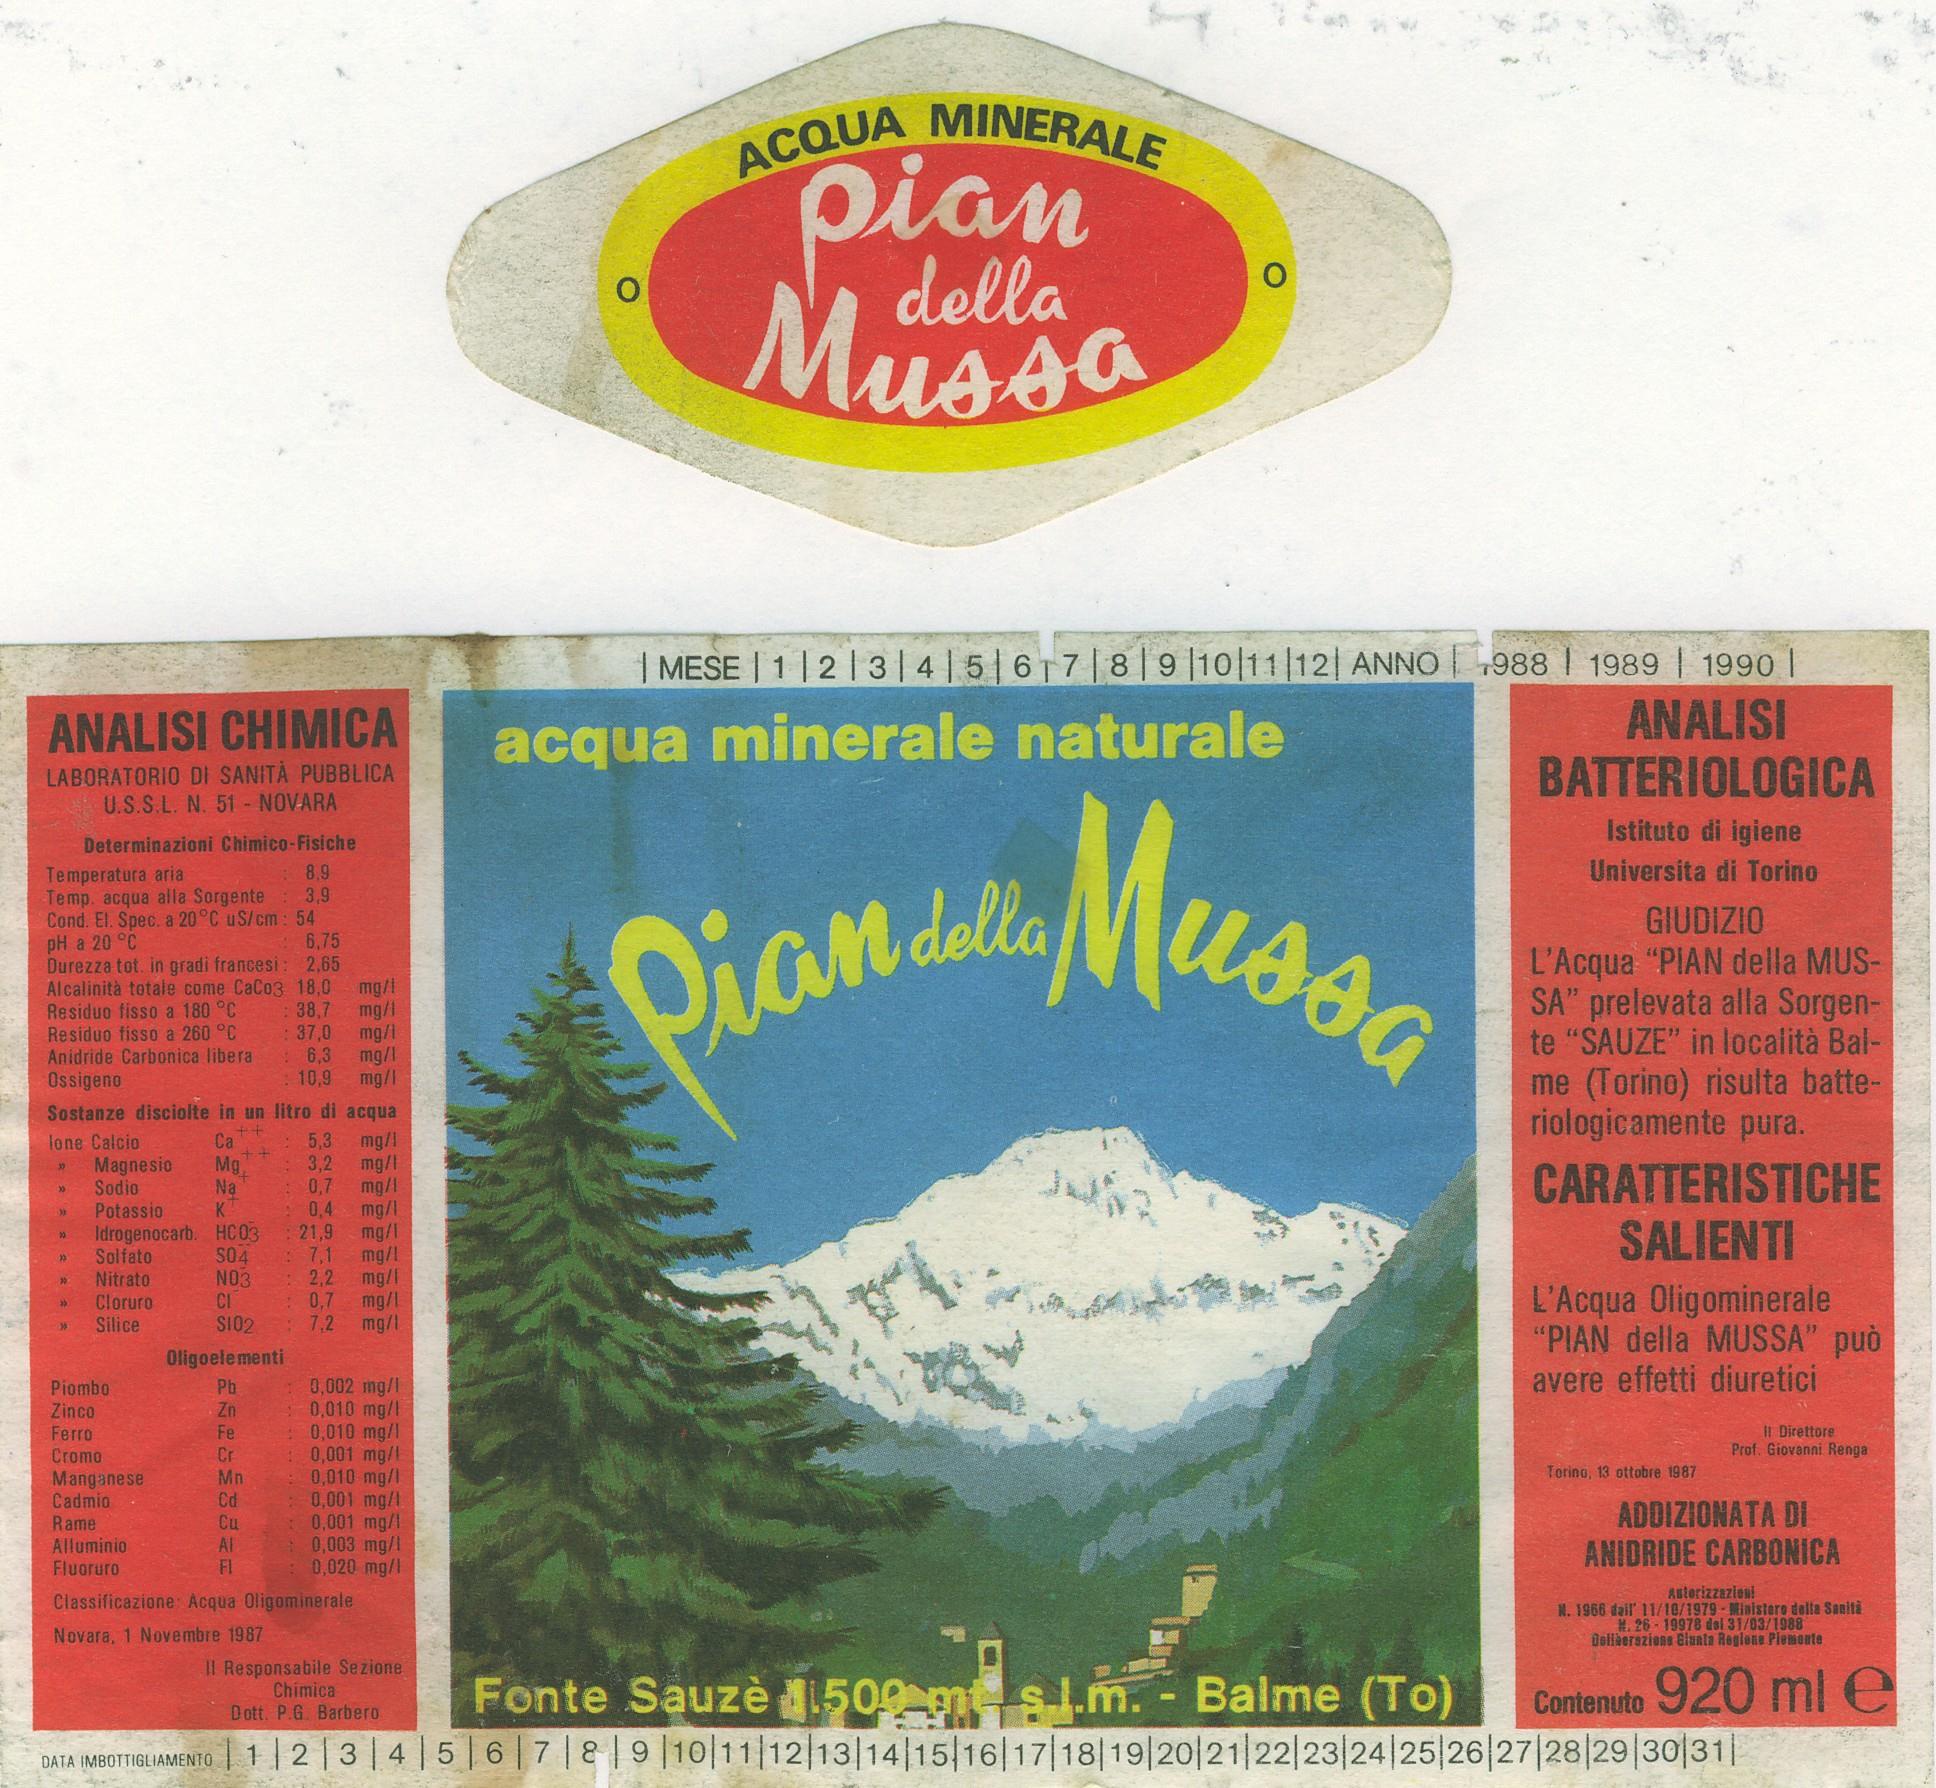 ACQUA MINERALE
Pian
della
Mussa
O O
| MESE | 1 | 2 | 3 | 4 | 5 | 6 | 7 | 8 | 9 |10|11|12| ANNO | 1988 | 1989 | 1990 |
ANALISI CHIMICA
LABORATORIO DI SANITÀ PUBBLICA
U.S.S.L. N. 51 - NOVARA
Determinazioni Chimico-Fisiche
Temperatura aria : 8,9
Temp. acqua alla Sorgente : 3,9
Cond. El. Spec. a 20°C uS/cm : 54
pH a 20 °C : 6,75
Durezza tot. in gradi francesi : 2,65
Alcalinità totale come CaCo3 18,0 mg/l
Residuo fisso a 180 °C : 38,7 mg/l
Residuo fisso a 260 °C : 37,0 mg/l
Anidride Carbonica libera : 6,3 mg/l
Ossigeno : 10,9 mg/l
Sostanze disciolte in un litro di acqua
Ione Calcio Ca++ : 5,3 mg/l
» Magnesio Mg++ : 3,2 mg/l
» Sodio Na+ : 0,7 mg/l
» Potassio K+ : 0,4 mg/l
» Idrogenocarb. HCO3- : 21,9 mg/l
» Solfato SO4-- : 7,1 mg/l
» Nitrato NO3- : 2,2 mg/l
» Cloruro Cl- : 0,7 mg/l
» Silice SIO2 : 7,2 mg/l
Oligoelementi
Piombo Pb : 0,002 mg/l
Zinco Zn : 0,010 mg/l
Ferro Fe : 0,010 mg/l
Cromo Cr : 0,001 mg/l
Manganese Mn : 0,010 mg/l
Cadmio Cd : 0,001 mg/l
Rame Cu : 0,001 mg/l
Alluminio Al : 0,003 mg/l
Fluoruro Fl : 0,020 mg/l
Classificazione: Acqua Oligominerale
Novara, 1 Novembre 1987
Il Responsabile Sezione
Chimica
Dott. P.G. Barbero
acqua minerale naturale
Pian della Mussa
Fonte Sauzè 1.500 mt. s.l.m. - Balme (To)
ANALISI
BATTERIOLOGICA
Istituto di igiene
Universita di Torino
GIUDIZIO
L'Acqua "PIAN della MUS-
SA" prelevata alla Sorgen-
te "SAUZE" in località Bal-
me (Torino) risulta batte-
riologicamente pura.
CARATTERISTICHE
SALIENTI
L'Acqua Oligominerale
"PIAN della MUSSA" può
avere effetti diuretici
Il Direttore
Prof. Giovanni Renga
Torino, 13 ottobre 1987
ADDIZIONATA DI
ANIDRIDE CARBONICA
Autorizzazioni
N. 1966 dell' 11/10/1979 - Ministero della Sanità
N. 26 - 19978 del 31/03/1988
Deliberazione Giunta Regione Piemonte
Contenuto 920 ml e
DATA IMBOTTIGLIAMENTO | 1 | 2 | 3 | 4 | 5 | 6 | 7 | 8 | 9 |10|11|12|13|14|15|16|17|18|19|20|21|22|23|24|25|26|27|28|29|30|31|